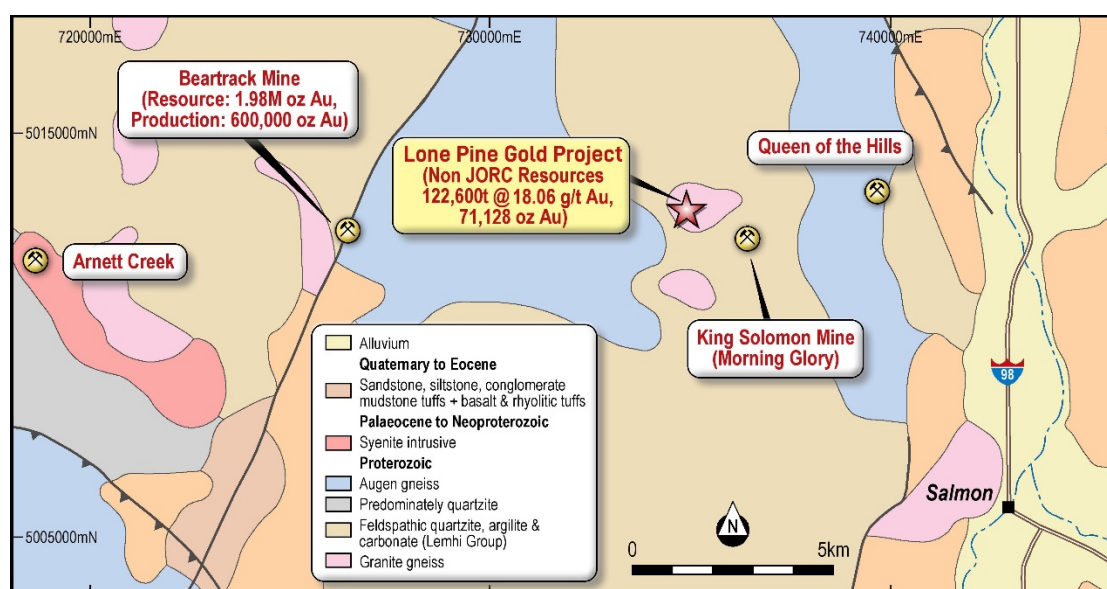 720000mE
730000mE
740000mE
5015000mN
5005000mN
Beartrack Mine
(Resource: 1.98M oz Au,
Production: 600,000 oz Au)
Lone Pine Gold Project
(Non JORC Resources
122,600t @ 18.06 g/t Au,
71,128 oz Au)
Queen of the Hills
Arnett Creek
King Solomon Mine
(Morning Glory)
98
Salmon
Alluvium
Quaternary to Eocene
Sandstone, siltstone, conglomerate
mudstone tuffs + basalt & rhyolitic tuffs
Palaeocene to Neoproterozoic
Syenite intrusive
Proterozoic
Augen gneiss
Predominately quartzite
Feldspathic quartzite, argilite &
carbonate (Lemhi Group)
Granite gneiss
N
0
5km